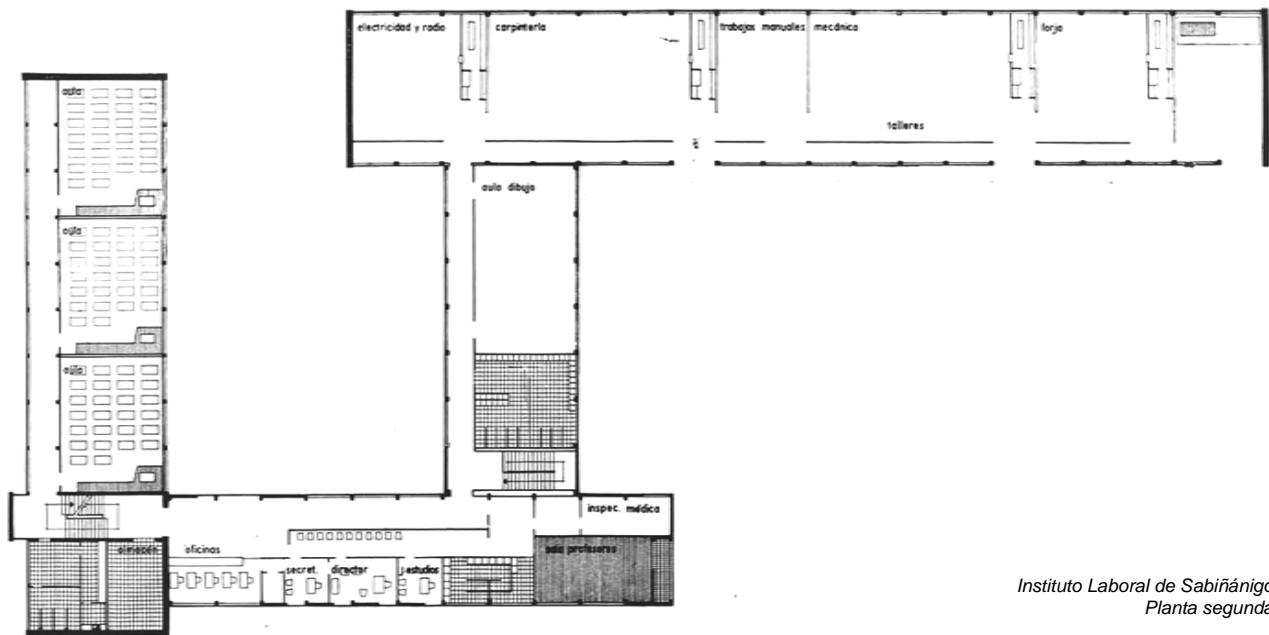 electricidad y radio
carpintería
trabajos manuales
mecánica
forja
talleres
aula
aula dibujo
aula
aula
inspec. médica
almacén
oficinas
sala profesores
secret.
director
j.estudios
Instituto Laboral de Sabiñánigo
Planta segunda